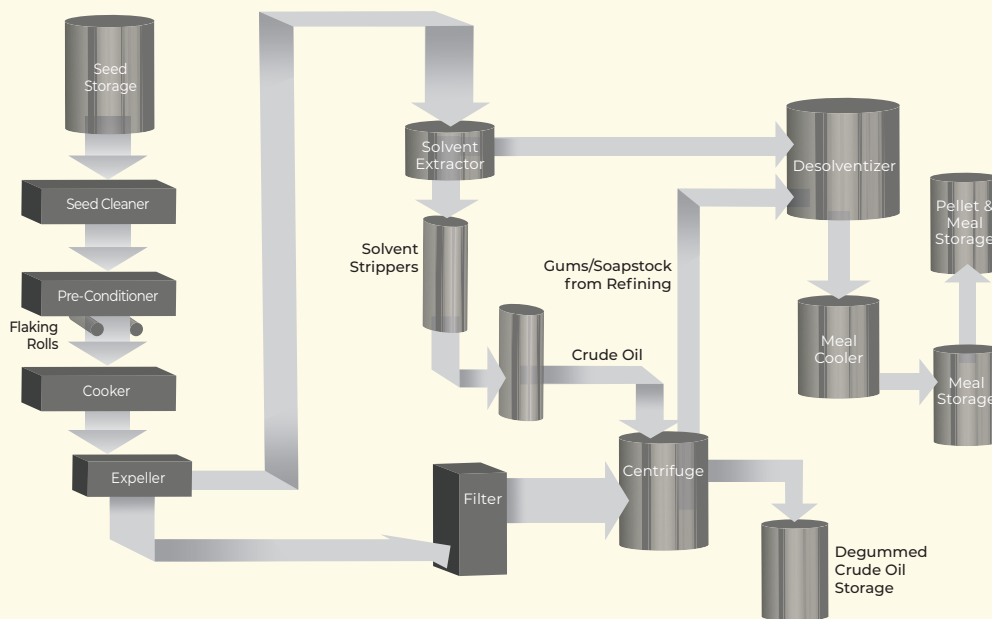 Seed
Storage
Seed Cleaner
Pre-Conditioner
Flaking
Rolls
Cooker
Expeller
Solvent
Extractor
Solvent
Strippers
Gums/Soapstock
from Refining
Crude Oil
Filter
Centrifuge
Degummed
Crude Oil
Storage
Desolventizer
Meal
Cooler
Meal
Storage
Pellet &
Meal
Storage